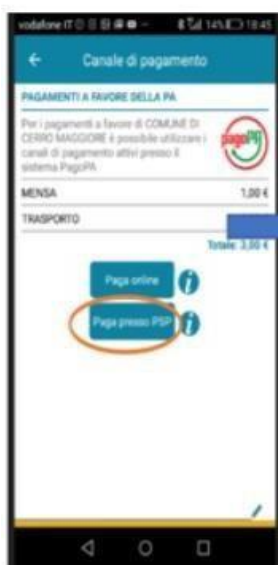 vodafone IT 14% 18:45
Canale di pagamento
PAGAMENTI A FAVORE DELLA PA
Per i pagamenti a favore di COMUNE DI
CERRO MAGGIORE è possibile utilizzare i
canali di pagamento attivi presso il
sistema PagoPA
pagoPA
MENSA 1,00 €
TRASPORTO
Totale: 3,00 €
Paga online i
Paga presso PSP i